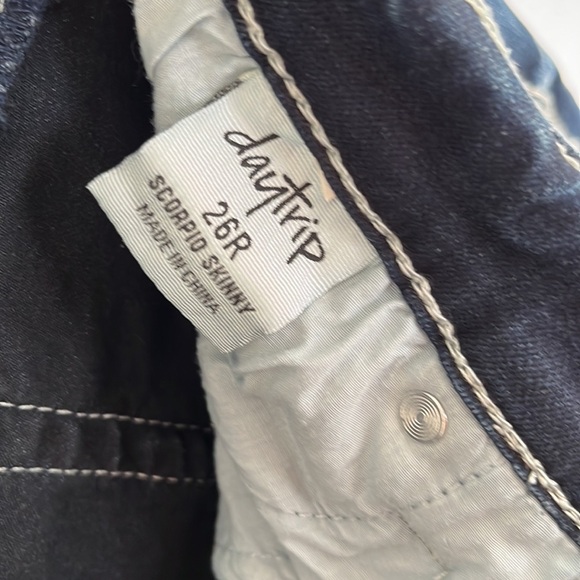 daytrip
26R
SCORPIO SKINNY
MADE IN CHINA